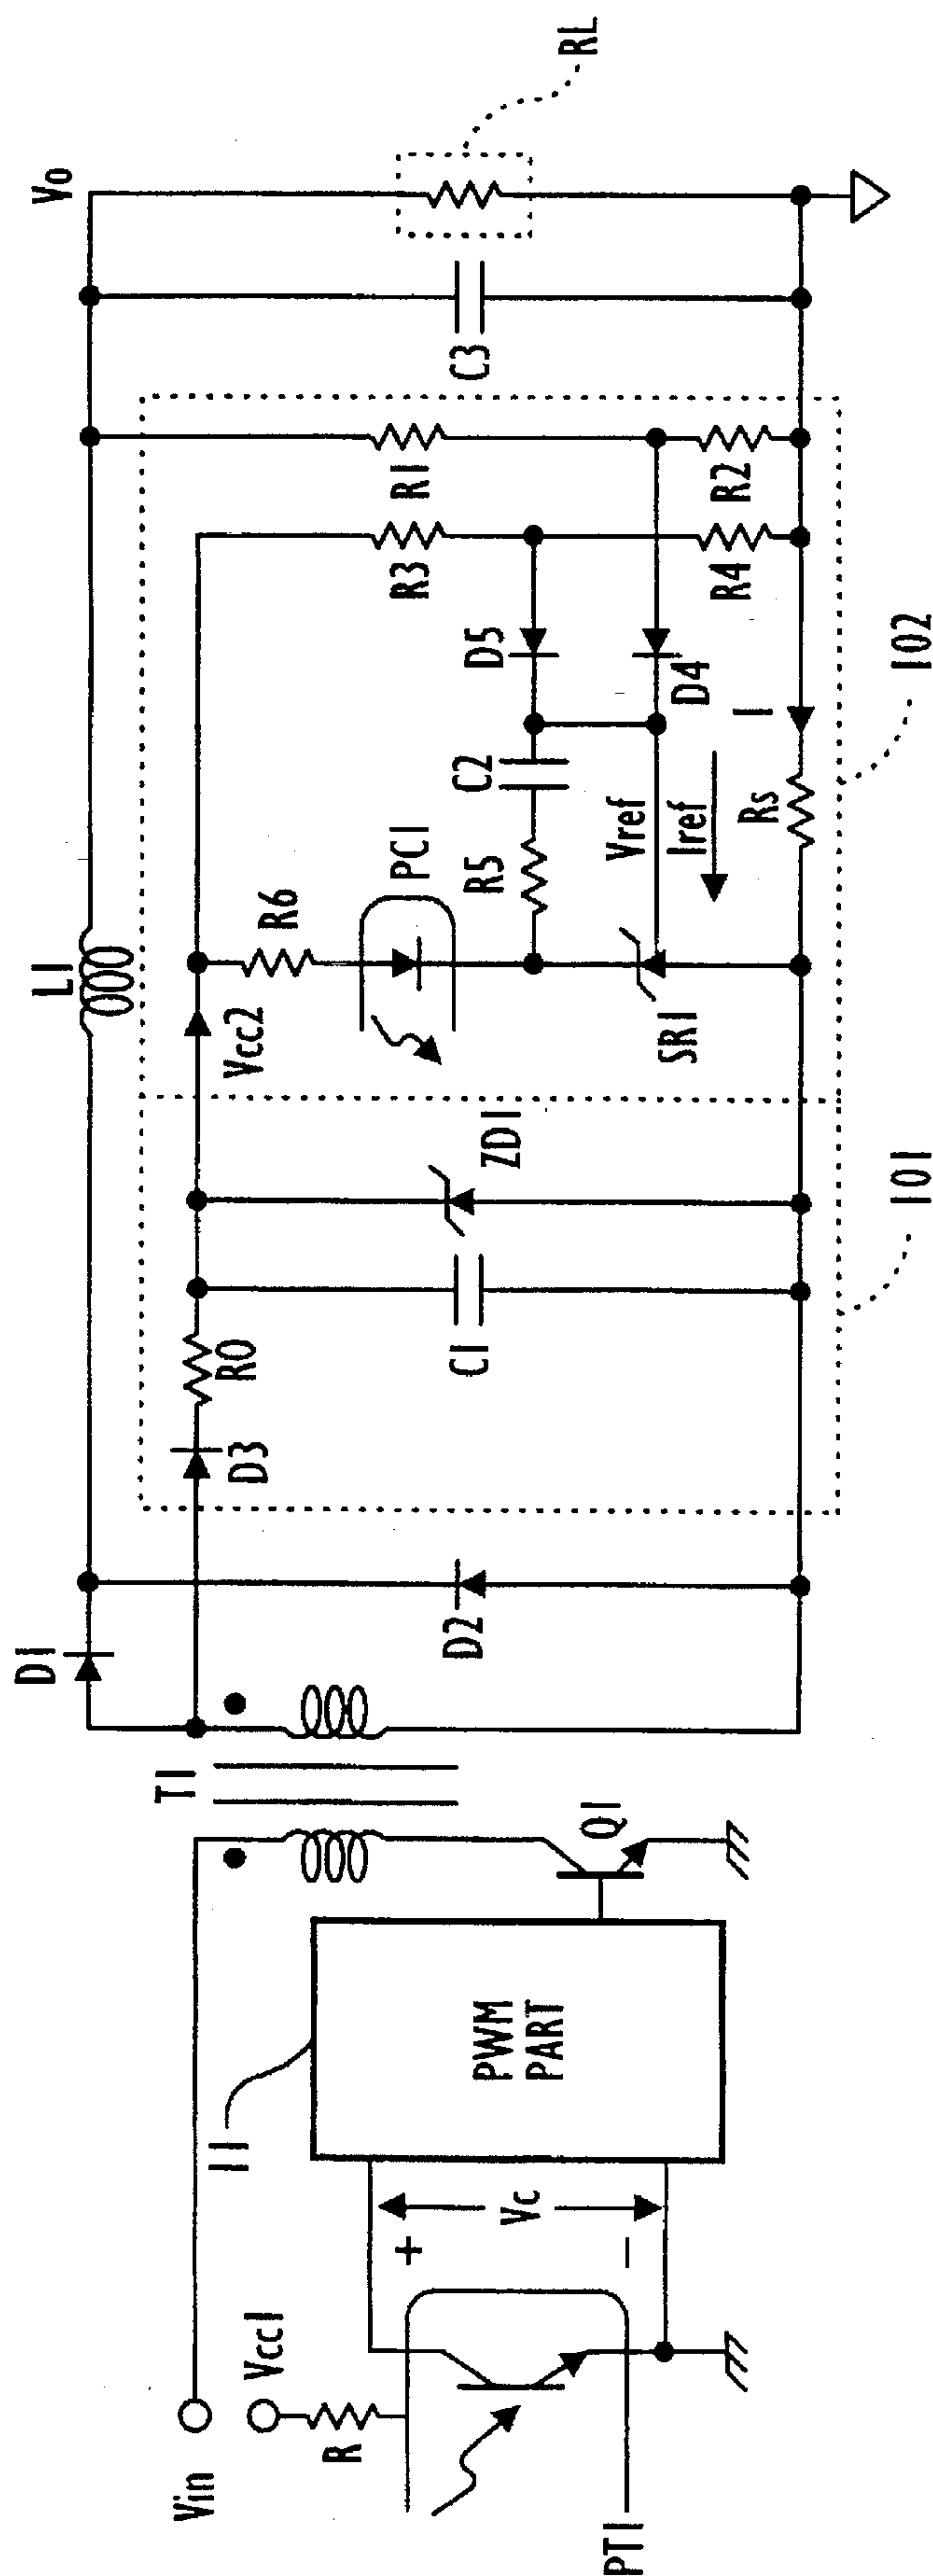 Vin
Vcc1
R
PT1
+
Vc
−
11
PWM
PART
Q1
T1
D1
D2
D3
R0
C1
ZD1
101
L1
Vcc2
R6
PC1
SR1
R5
C2
Vref
Iref
Rs
I
D5
D4
R3
R4
R1
R2
102
C3
Vo
RL